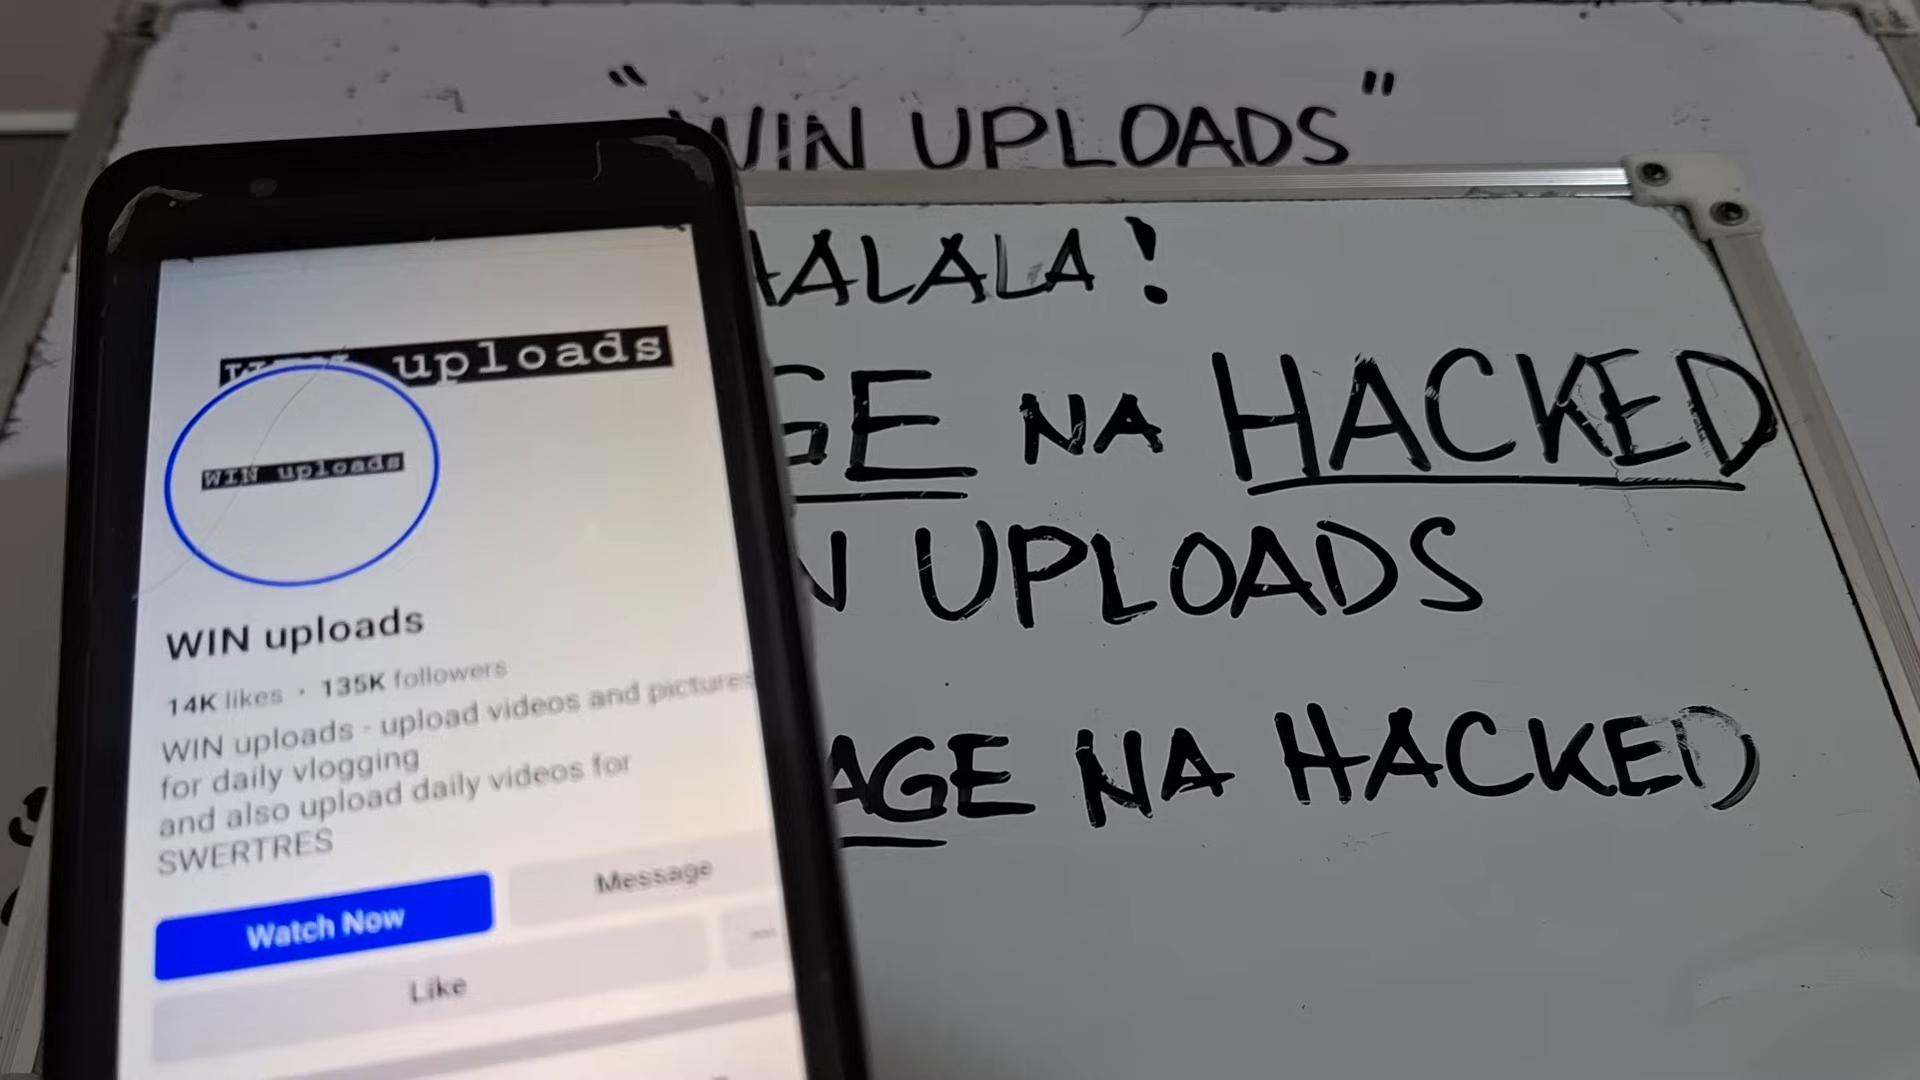 " WIN UPLOADS "
AALALA !
GE NA HACKED
N UPLOADS
AGE NA HACKED
uploads
WIN uploads
WIN uploads
14K likes · 135K followers
WIN uploads - upload videos and pictures
for daily vlogging
and also upload daily videos for
SWERTRES
Watch Now
Message
Like